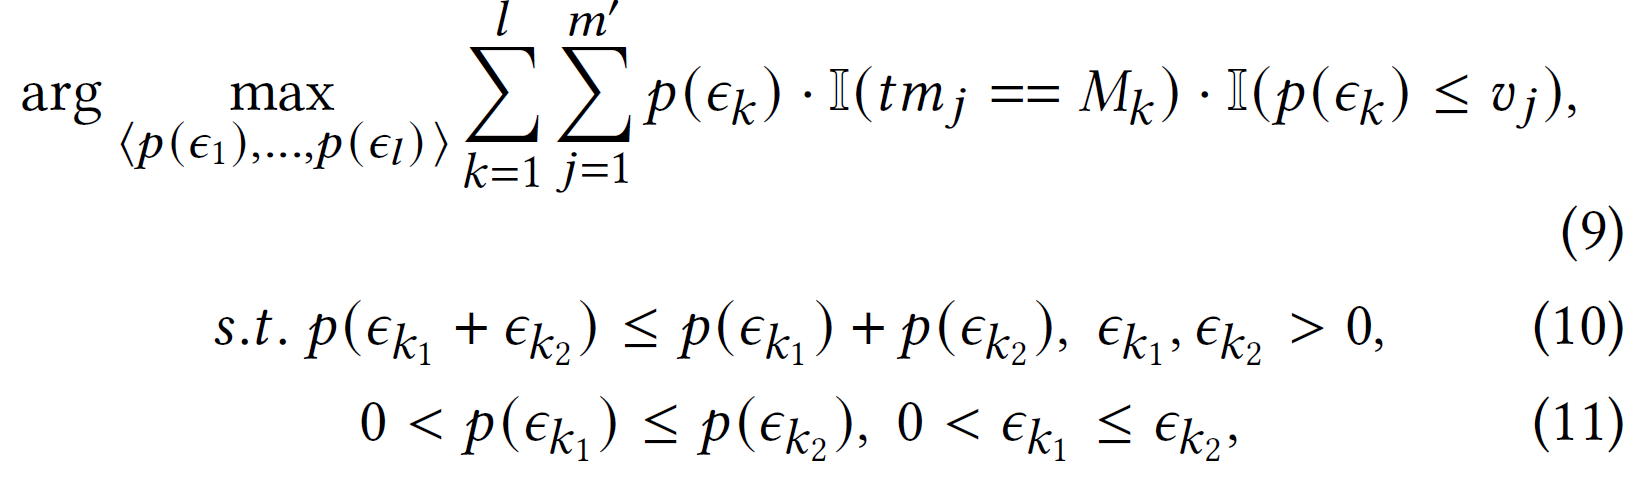 arg max_{⟨p(ϵ_1),...,p(ϵ_l)⟩} ∑_{k=1}^{l} ∑_{j=1}^{m′} p(ϵ_k) · 𝕀(tm_j == M_k) · 𝕀(p(ϵ_k) ≤ v_j),
(9)
s.t. p(ϵ_{k_1} + ϵ_{k_2}) ≤ p(ϵ_{k_1}) + p(ϵ_{k_2}), ϵ_{k_1}, ϵ_{k_2} > 0, (10)
0 < p(ϵ_{k_1}) ≤ p(ϵ_{k_2}), 0 < ϵ_{k_1} ≤ ϵ_{k_2}, (11)